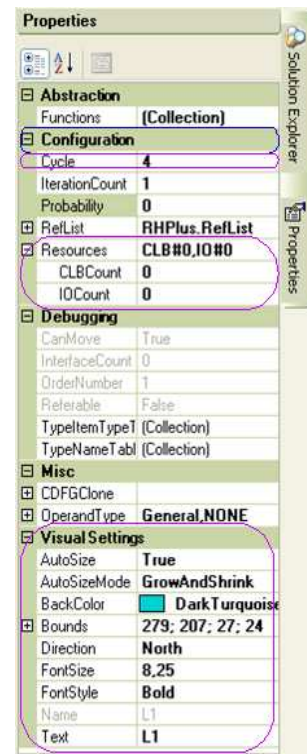 Properties
Abstraction
Functions (Collection)
Configuration
Cycle 4
IterationCount 1
Probability 0
RefList RHPlus.RefList
Resources CLB#0,IO#0
CLBCount 0
IOCount 0
Debugging
CanMove True
InterfaceCount 0
OrderNumber 1
Referable False
TypeItemTypeT (Collection)
TypeNameTabl (Collection)
Misc
CDFGClone
OperandType General,NONE
Visual Settings
AutoSize True
AutoSizeMode GrowAndShrink
BackColor DarkTurquoise
Bounds 279; 207; 27; 24
Direction North
FontSize 8,25
FontStyle Bold
Name L1
Text L1
Solution Explorer
Properties